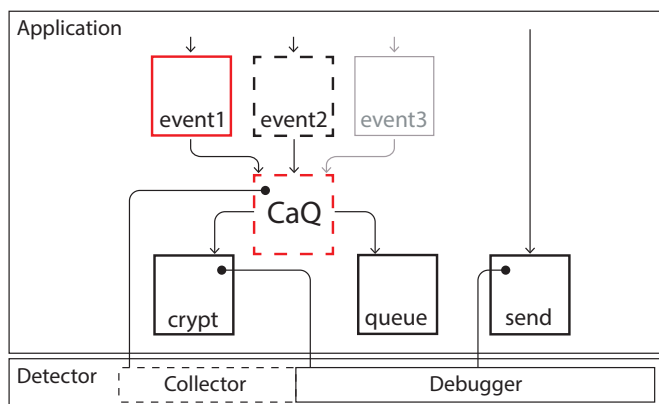 Application
event1 event2 event3
CaQ
crypt queue send
Detector Collector Debugger